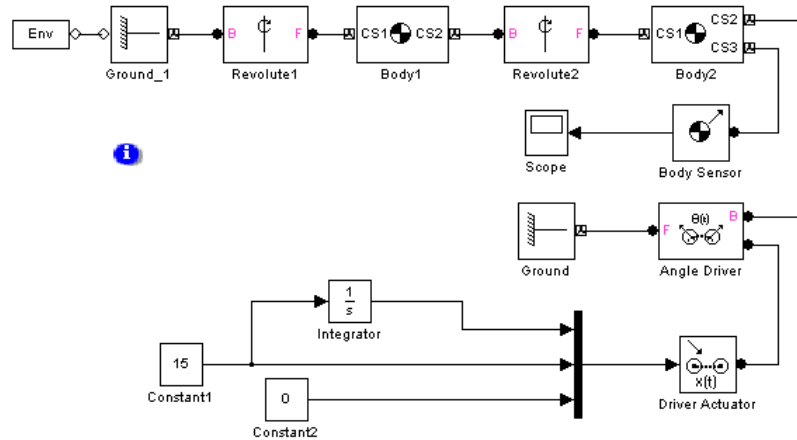 Env
Ground_1
B F
Revolute1
CS1 CS2
Body1
B F
Revolute2
CS1 CS2
CS3
Body2
i
Scope
Body Sensor
Ground
F θ(t) B
Angle Driver
1
s
Integrator
15
Constant1
0
Constant2
x(t)
Driver Actuator